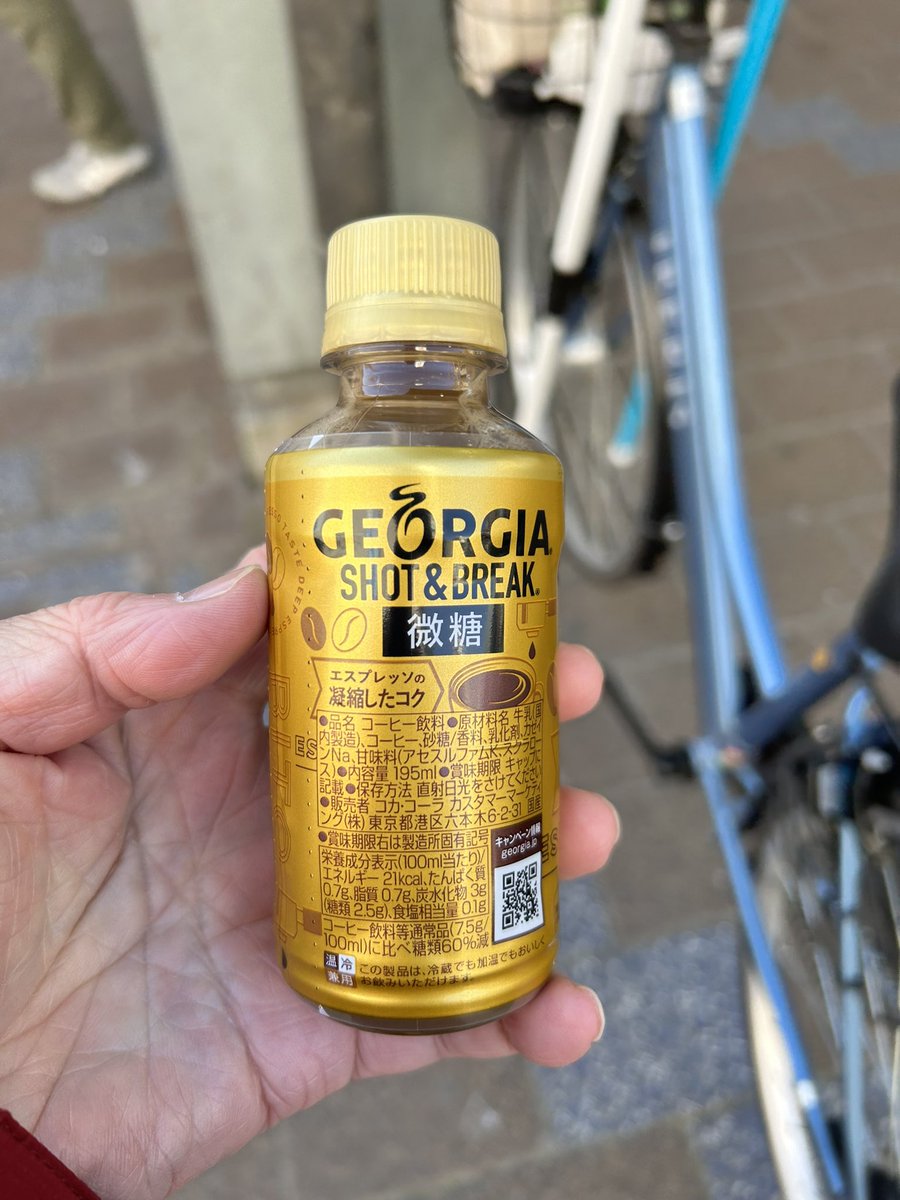 GEORGIA
SHOT & BREAK
微糖
エスプレッソの
凝縮したコク
●品名 コーヒー飲料●原材料名 牛乳(国
内製造)、コーヒー、砂糖/香料、乳化剤、カゼイ
ンNa、甘味料(アセスルファムK、スクラロー
ス)●内容量 195ml●賞味期限 キャップに
記載●保存方法 直射日光をさけてください
●販売者 コカ·コーラ カスタマーマーケティ
ング(株) 東京都港区六本木6-2-31
●賞味期限右は製造所固有記号
栄養成分表示(100ml当たり)/
エネルギー 21kcal、たんぱく質
0.7g、脂質 0.7g、炭水化物 3g
(糖類 2.5g)、食塩相当量 0.1g
コーヒー飲料等通常品(7.5g/
100ml)に比べ糖類60%減
キャンペーン情報
georgia.jp
温 冷
兼用
この製品は、冷蔵でも加温でもおいしく
お飲みいただけます。